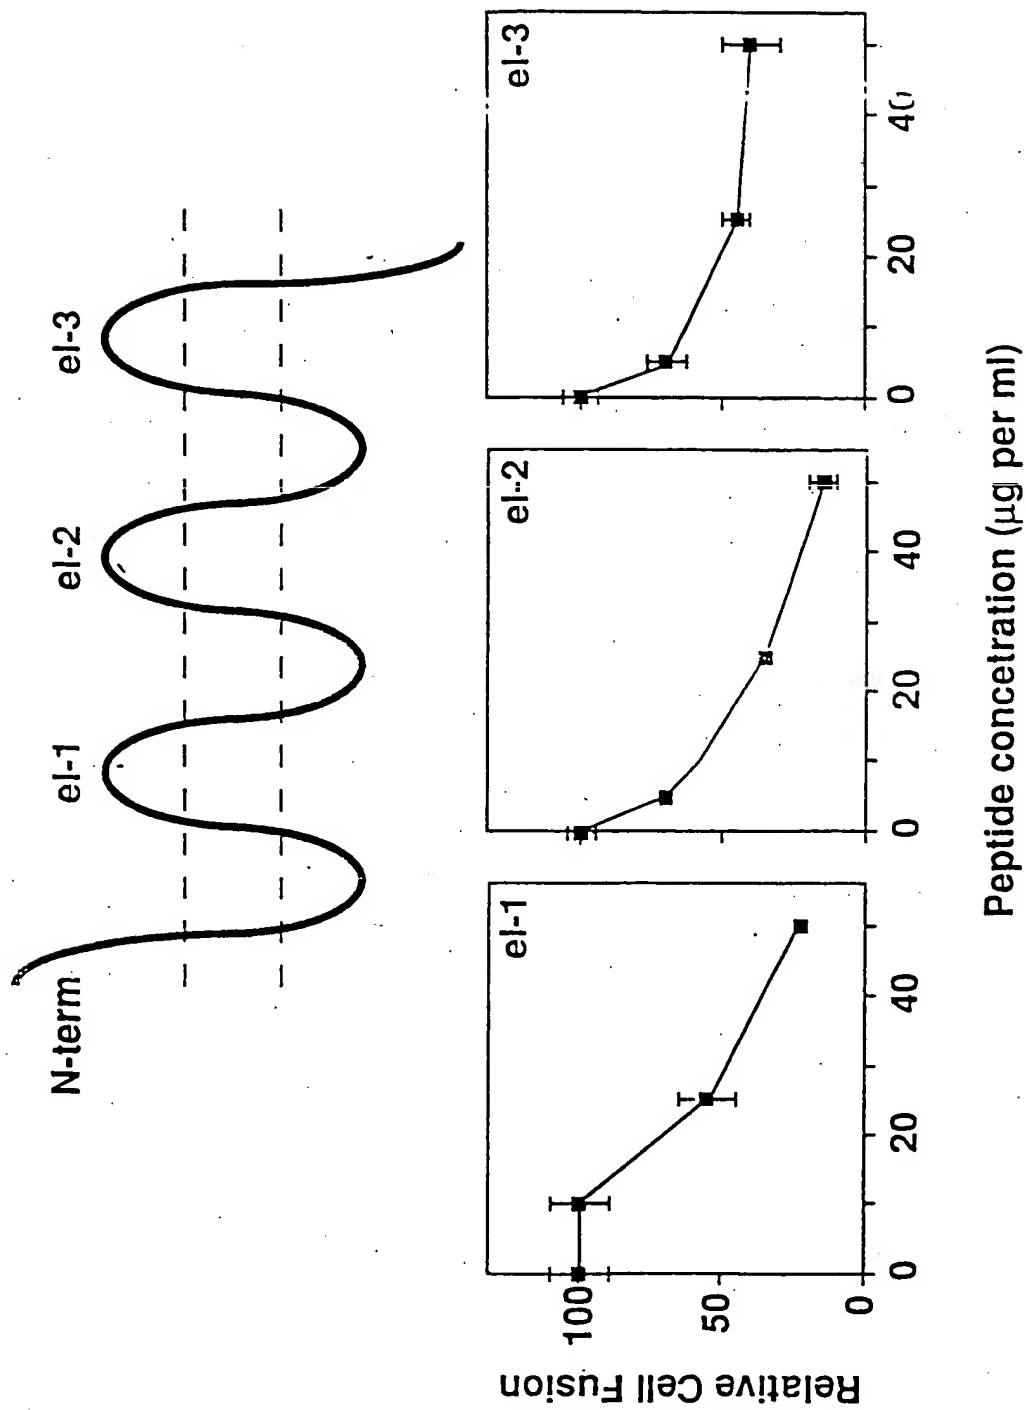 N-term
el-1
el-2
el-3
Relative Cell Fusion
100
50
0
el-1
0
20
40
el-2
0
20
40
el-3
0
20
40
Peptide concetration (µg per ml)